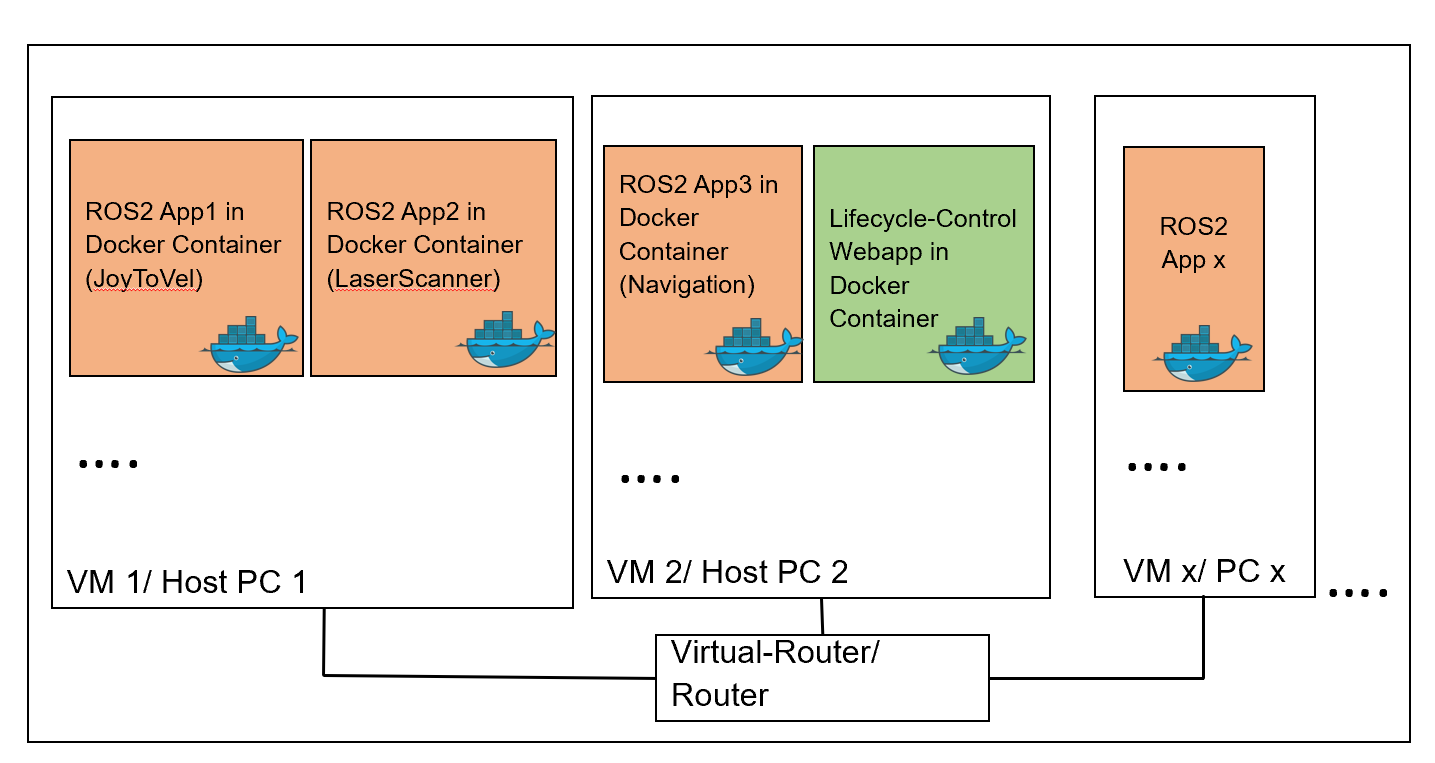 ROS2 App1 in
Docker Container
(JoyToVel)
ROS2 App2 in
Docker Container
(LaserScanner)
....
VM 1/ Host PC 1
ROS2 App3 in
Docker
Container
(Navigation)
Lifecycle-Control
Webapp in
Docker
Container
....
VM 2/ Host PC 2
ROS2
App x
....
VM x/ PC x
....
Virtual-Router/
Router